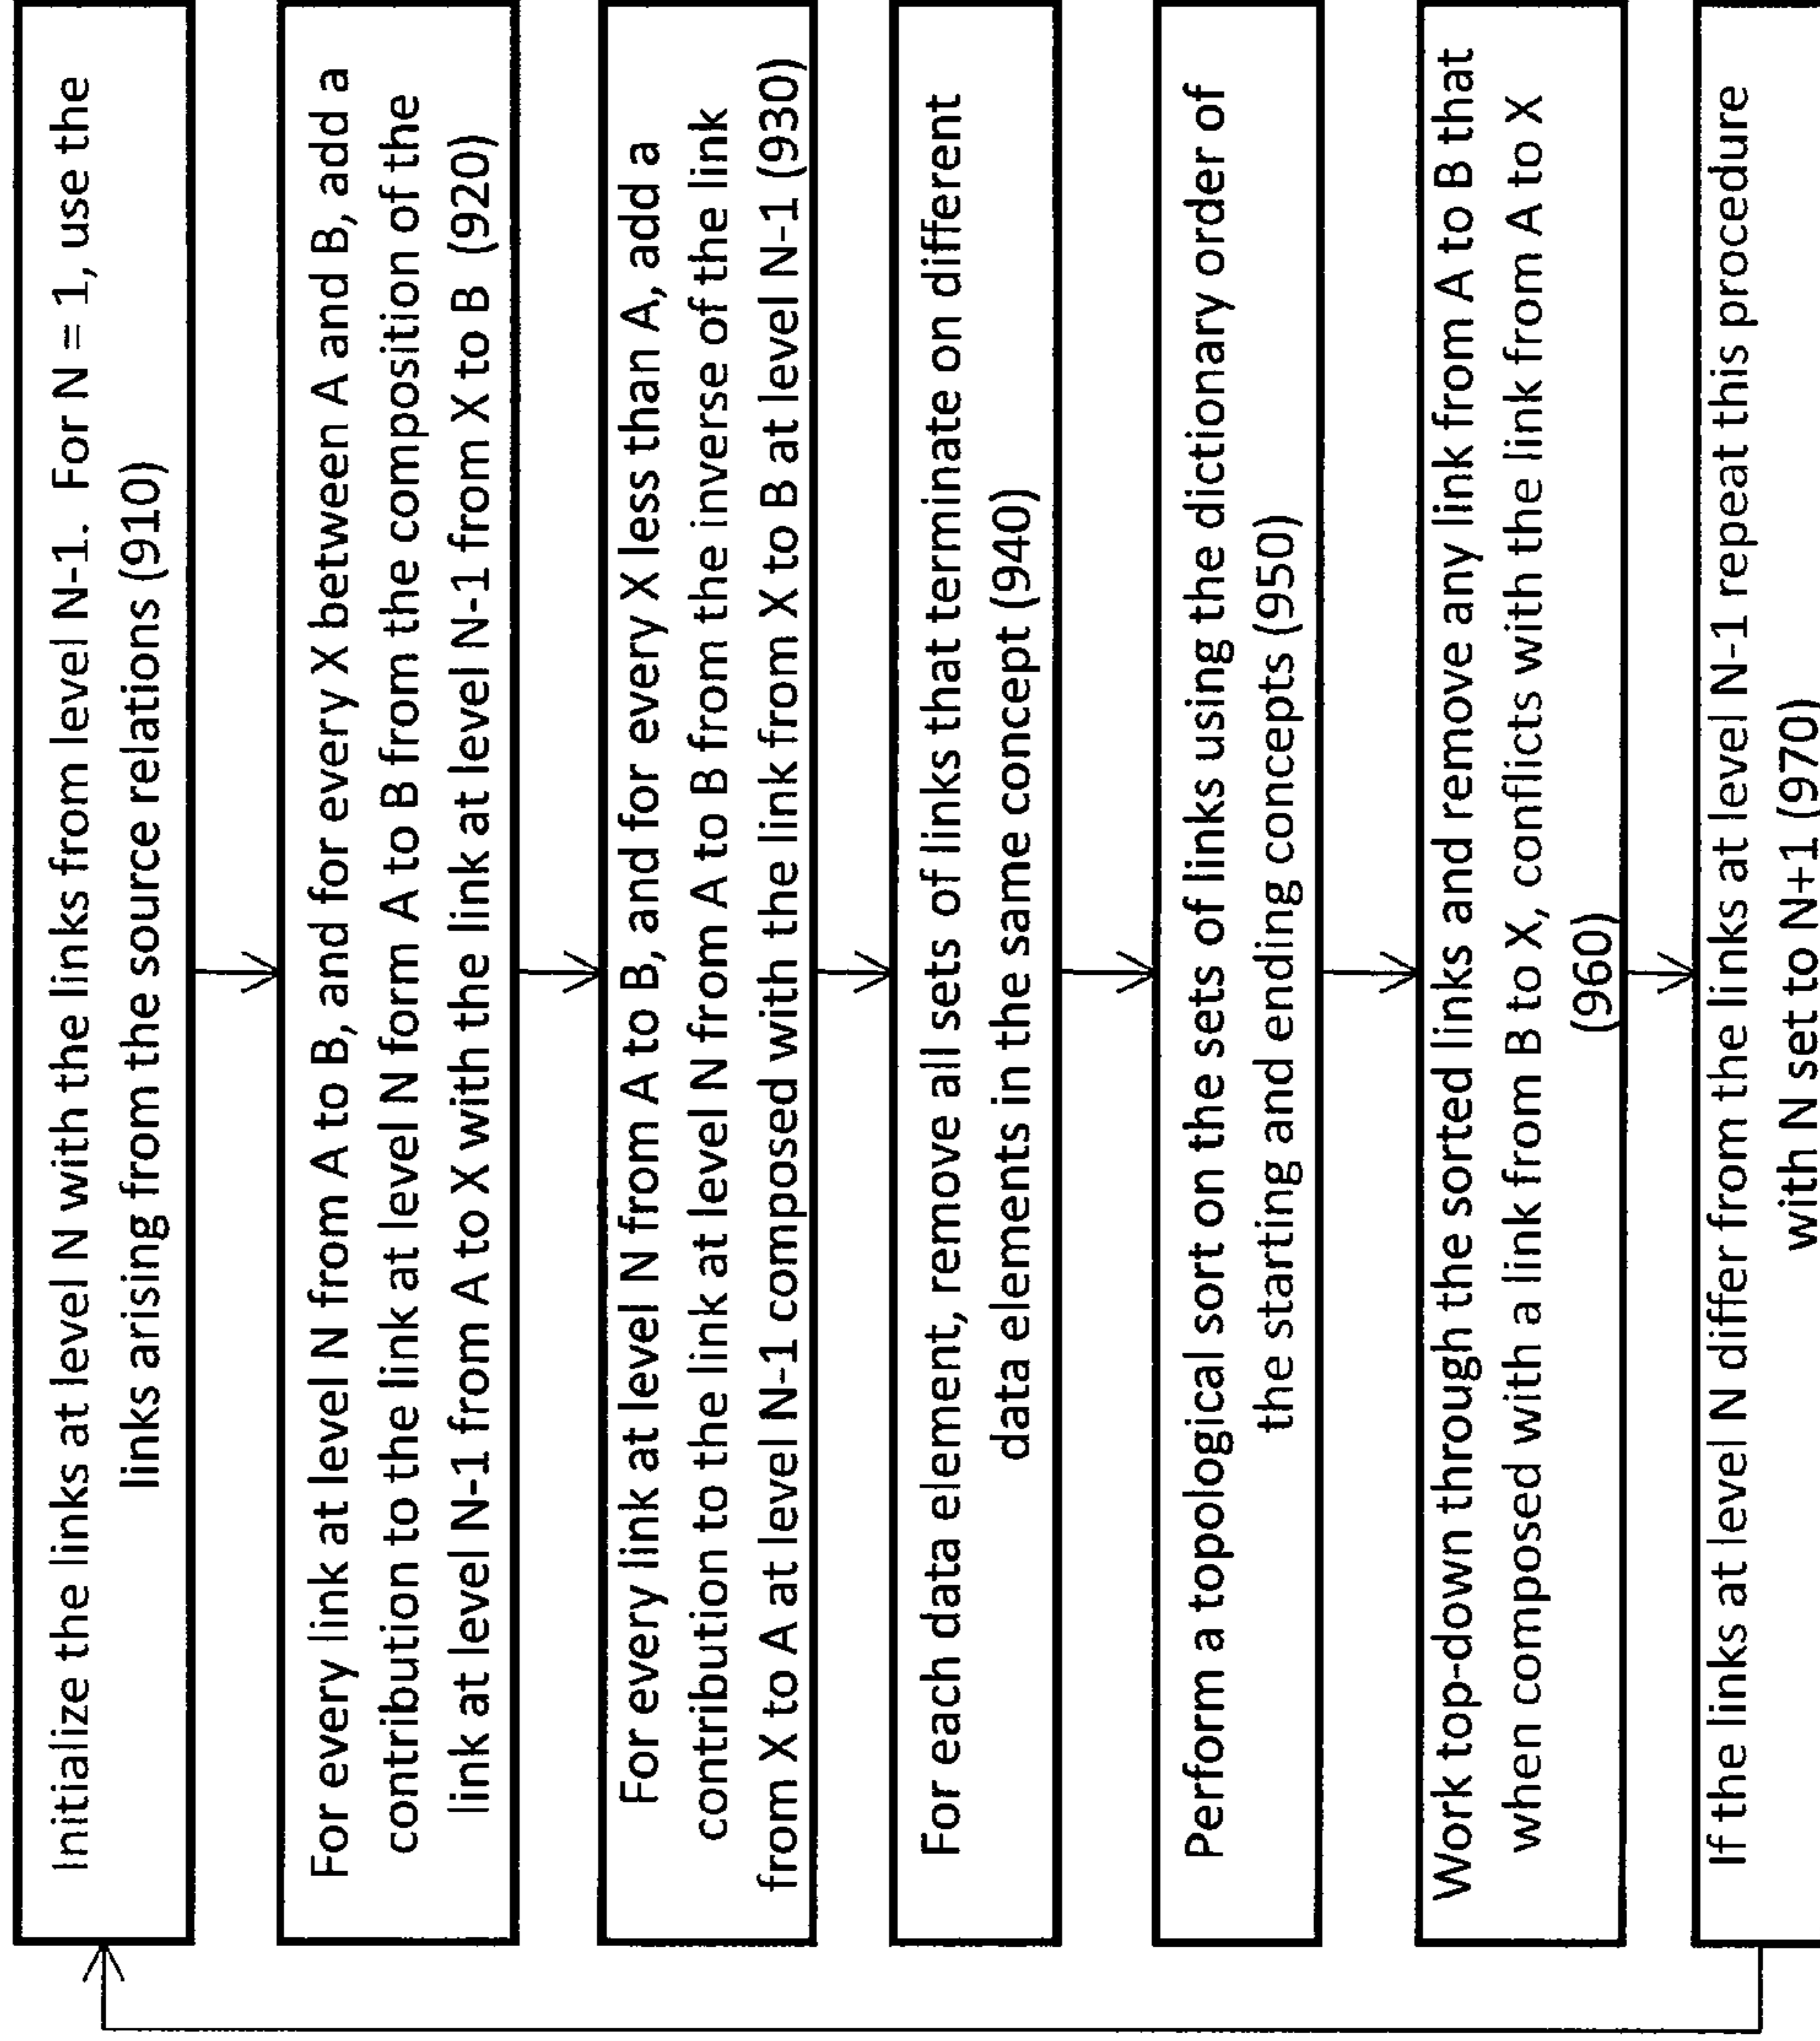 Initialize the links at level N with the links from level N-1. For N = 1, use the
links arising from the source relations (910)
For every link at level N from A to B, and for every X between A and B, add a
contribution to the link at level N form A to B from the composition of the
link at level N-1 from A to X with the link at level N-1 from X to B (920)
For every link at level N from A to B, and for every X less than A, add a
contribution to the link at level N from A to B from the inverse of the link
from X to A at level N-1 composed with the link from X to B at level N-1 (930)
For each data element, remove all sets of links that terminate on different
data elements in the same concept (940)
Perform a topological sort on the sets of links using the dictionary order of
the starting and ending concepts (950)
Work top-down through the sorted links and remove any link from A to B that
when composed with a link from B to X, conflicts with the link from A to X
(960)
If the links at level N differ from the links at level N-1 repeat this procedure
with N set to N+1 (970)